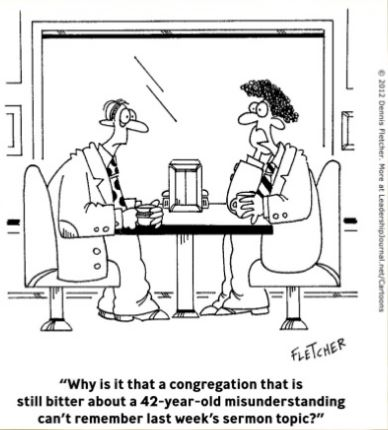 © 2012 Dennis Fletcher. More at LeadershipJournal.net/Cartoons
FLETCHER
"Why is it that a congregation that is
still bitter about a 42-year-old misunderstanding
can't remember last week's sermon topic?"